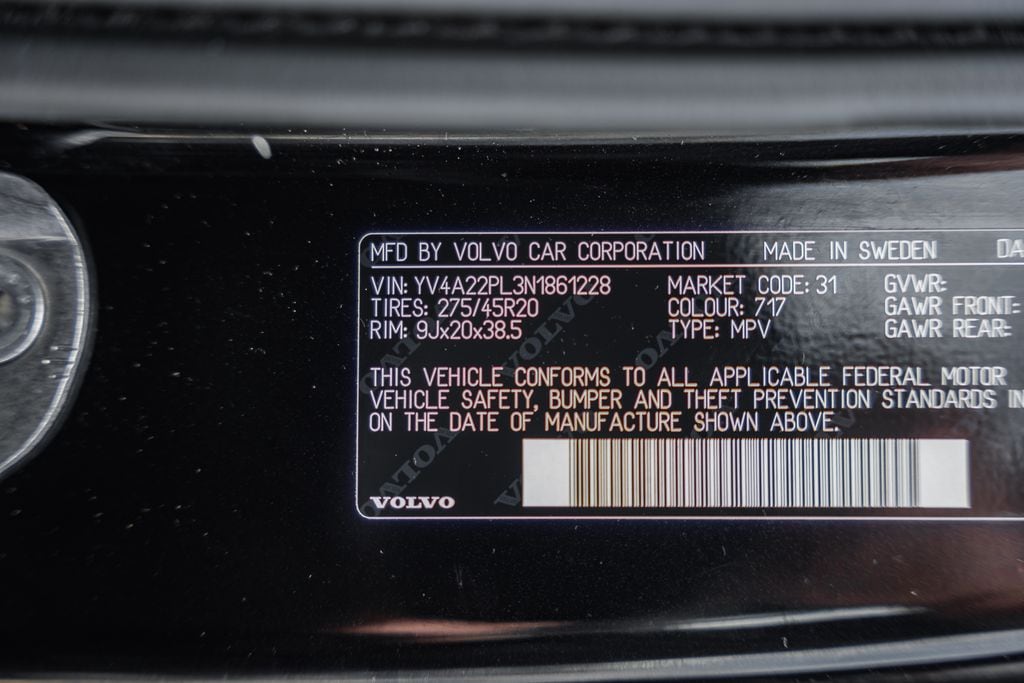 MFD BY VOLVO CAR CORPORATION MADE IN SWEDEN DA
VIN: YV4A22PL3N1861228 MARKET CODE: 31 GVWR:
TIRES: 275/45R20 COLOUR: 717 GAWR FRONT:
RIM: 9Jx20x38.5 TYPE: MPV GAWR REAR:
THIS VEHICLE CONFORMS TO ALL APPLICABLE FEDERAL MOTOR
VEHICLE SAFETY, BUMPER AND THEFT PREVENTION STANDARDS IN
ON THE DATE OF MANUFACTURE SHOWN ABOVE.
VOLVO